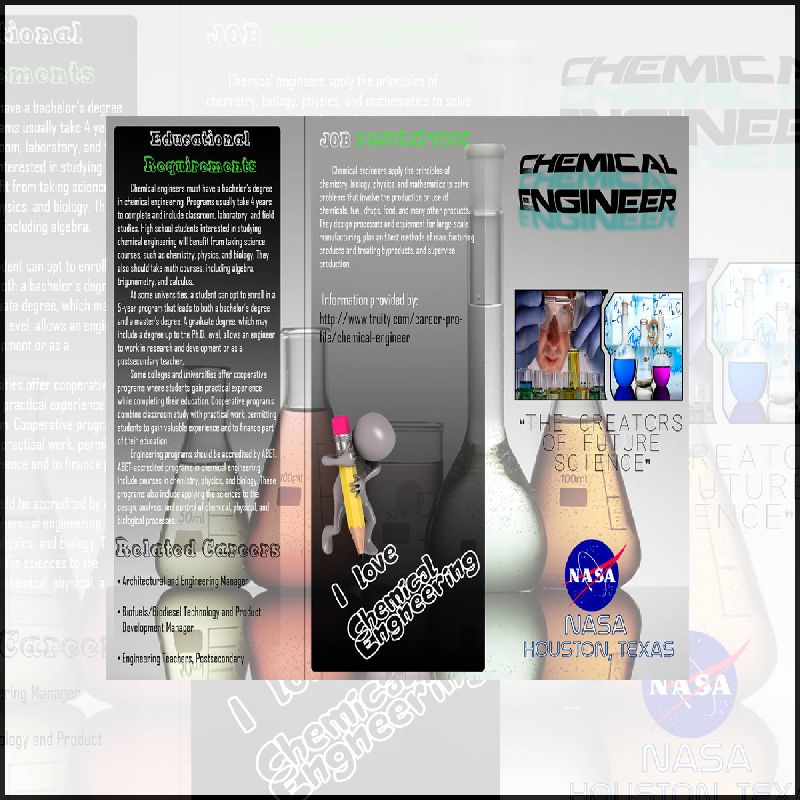 Educational
Requirements
Chemical engineers must have a bachelor's degree
in chemical engineering. Programs usually take 4 years
to complete and include classroom, laboratory, and field
studies. High school students interested in studying
chemical engineering will benefit from taking science
courses, such as chemistry, physics, and biology. They
also should take math courses, including algebra,
trigonometry, and calculus.
At some universities, a student can opt to enroll in a
5-year program that leads to both a bachelor's degree
and a master's degree. A graduate degree, which may
include a degree up to the Ph.D. level, allows an engineer
to work in research and development or as a
postsecondary teacher.
Some colleges and universities offer cooperative
programs where students gain practical experience
while completing their education. Cooperative programs
combine classroom study with practical work, permitting
students to gain valuable experience and to finance part
of their education.
Engineering programs should be accredited by ABET.
ABET-accredited programs in chemical engineering
include courses in chemistry, physics, and biology. These
programs also include applying the sciences to the
design, analysis, and control of chemical, physical, and
biological processes.
Related Careers
• Architectural and Engineering Manager
• Biofuels/Biodiesel Technology and Product
Development Manager
• Engineering Teachers, Postsecondary
JOB DESCRIPTION
Chemical engineers apply the principles of
chemistry, biology, physics, and mathematics to solve
problems that involve the production or use of
chemicals, fuel, drugs, food, and many other products.
They design processes and equipment for large-scale
manufacturing, plan and test methods of manufacturing
products and treating byproducts, and supervise
production.
Information provided by:
http://www.truity.com/career-pro-
file/chemical-engineer
I love
Chemical
Engineering
CHEMICAL
ENGINEER
"THE CREATORS
OF FUTURE
SCIENCE"
NASA
NASA
HOUSTON, TEXAS